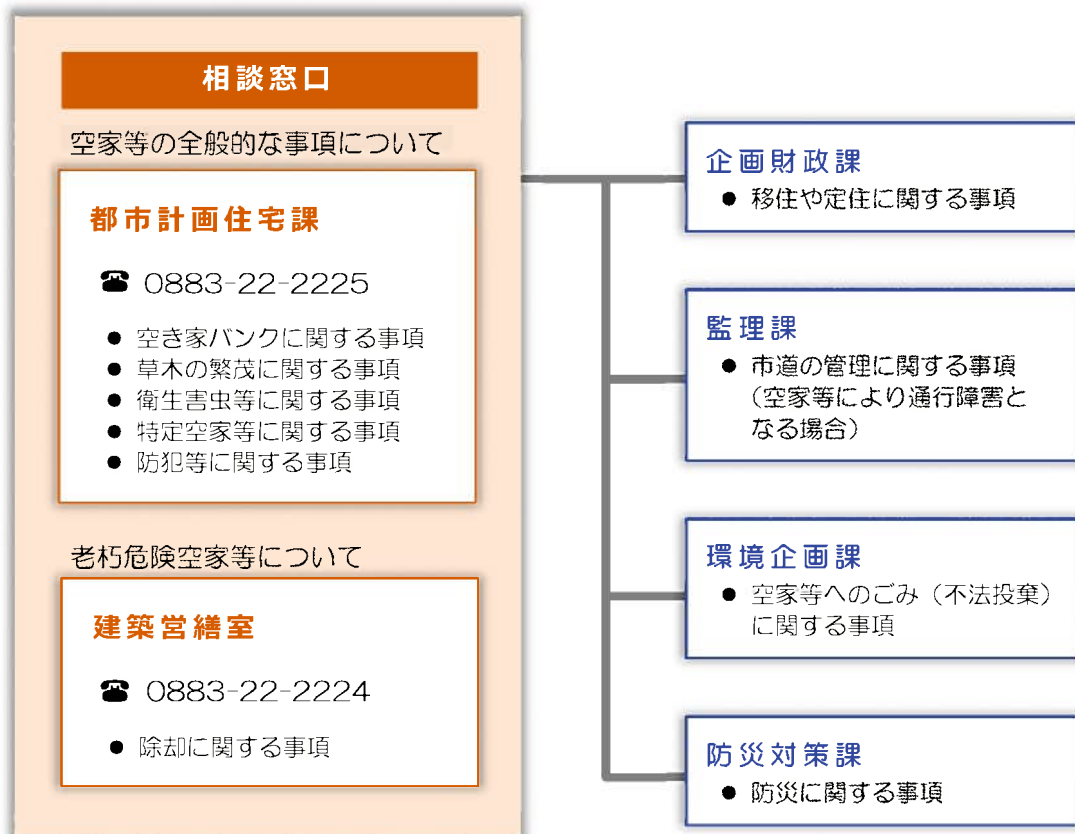 相談窓口
空家等の全般的な事項について
都市計画住宅課
☎ 0883-22-2225
● 空き家バンクに関する事項
● 草木の繁茂に関する事項
● 衛生害虫等に関する事項
● 特定空家等に関する事項
● 防犯等に関する事項
老朽危険空家等について
建築営繕室
☎ 0883-22-2224
● 除却に関する事項
企画財政課
● 移住や定住に関する事項
監理課
● 市道の管理に関する事項
（空家等により通行障害と
なる場合）
環境企画課
● 空家等へのごみ（不法投棄）
に関する事項
防災対策課
● 防災に関する事項